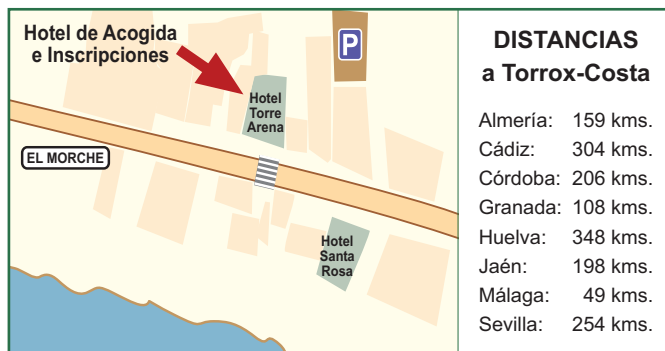 Hotel de Acogida
e Inscripciones
P
Hotel
Torre
Arena
EL MORCHE
Hotel
Santa
Rosa
DISTANCIAS
a Torrox-Costa
Almería: 159 kms.
Cádiz: 304 kms.
Córdoba: 206 kms.
Granada: 108 kms.
Huelva: 348 kms.
Jaén: 198 kms.
Málaga: 49 kms.
Sevilla: 254 kms.